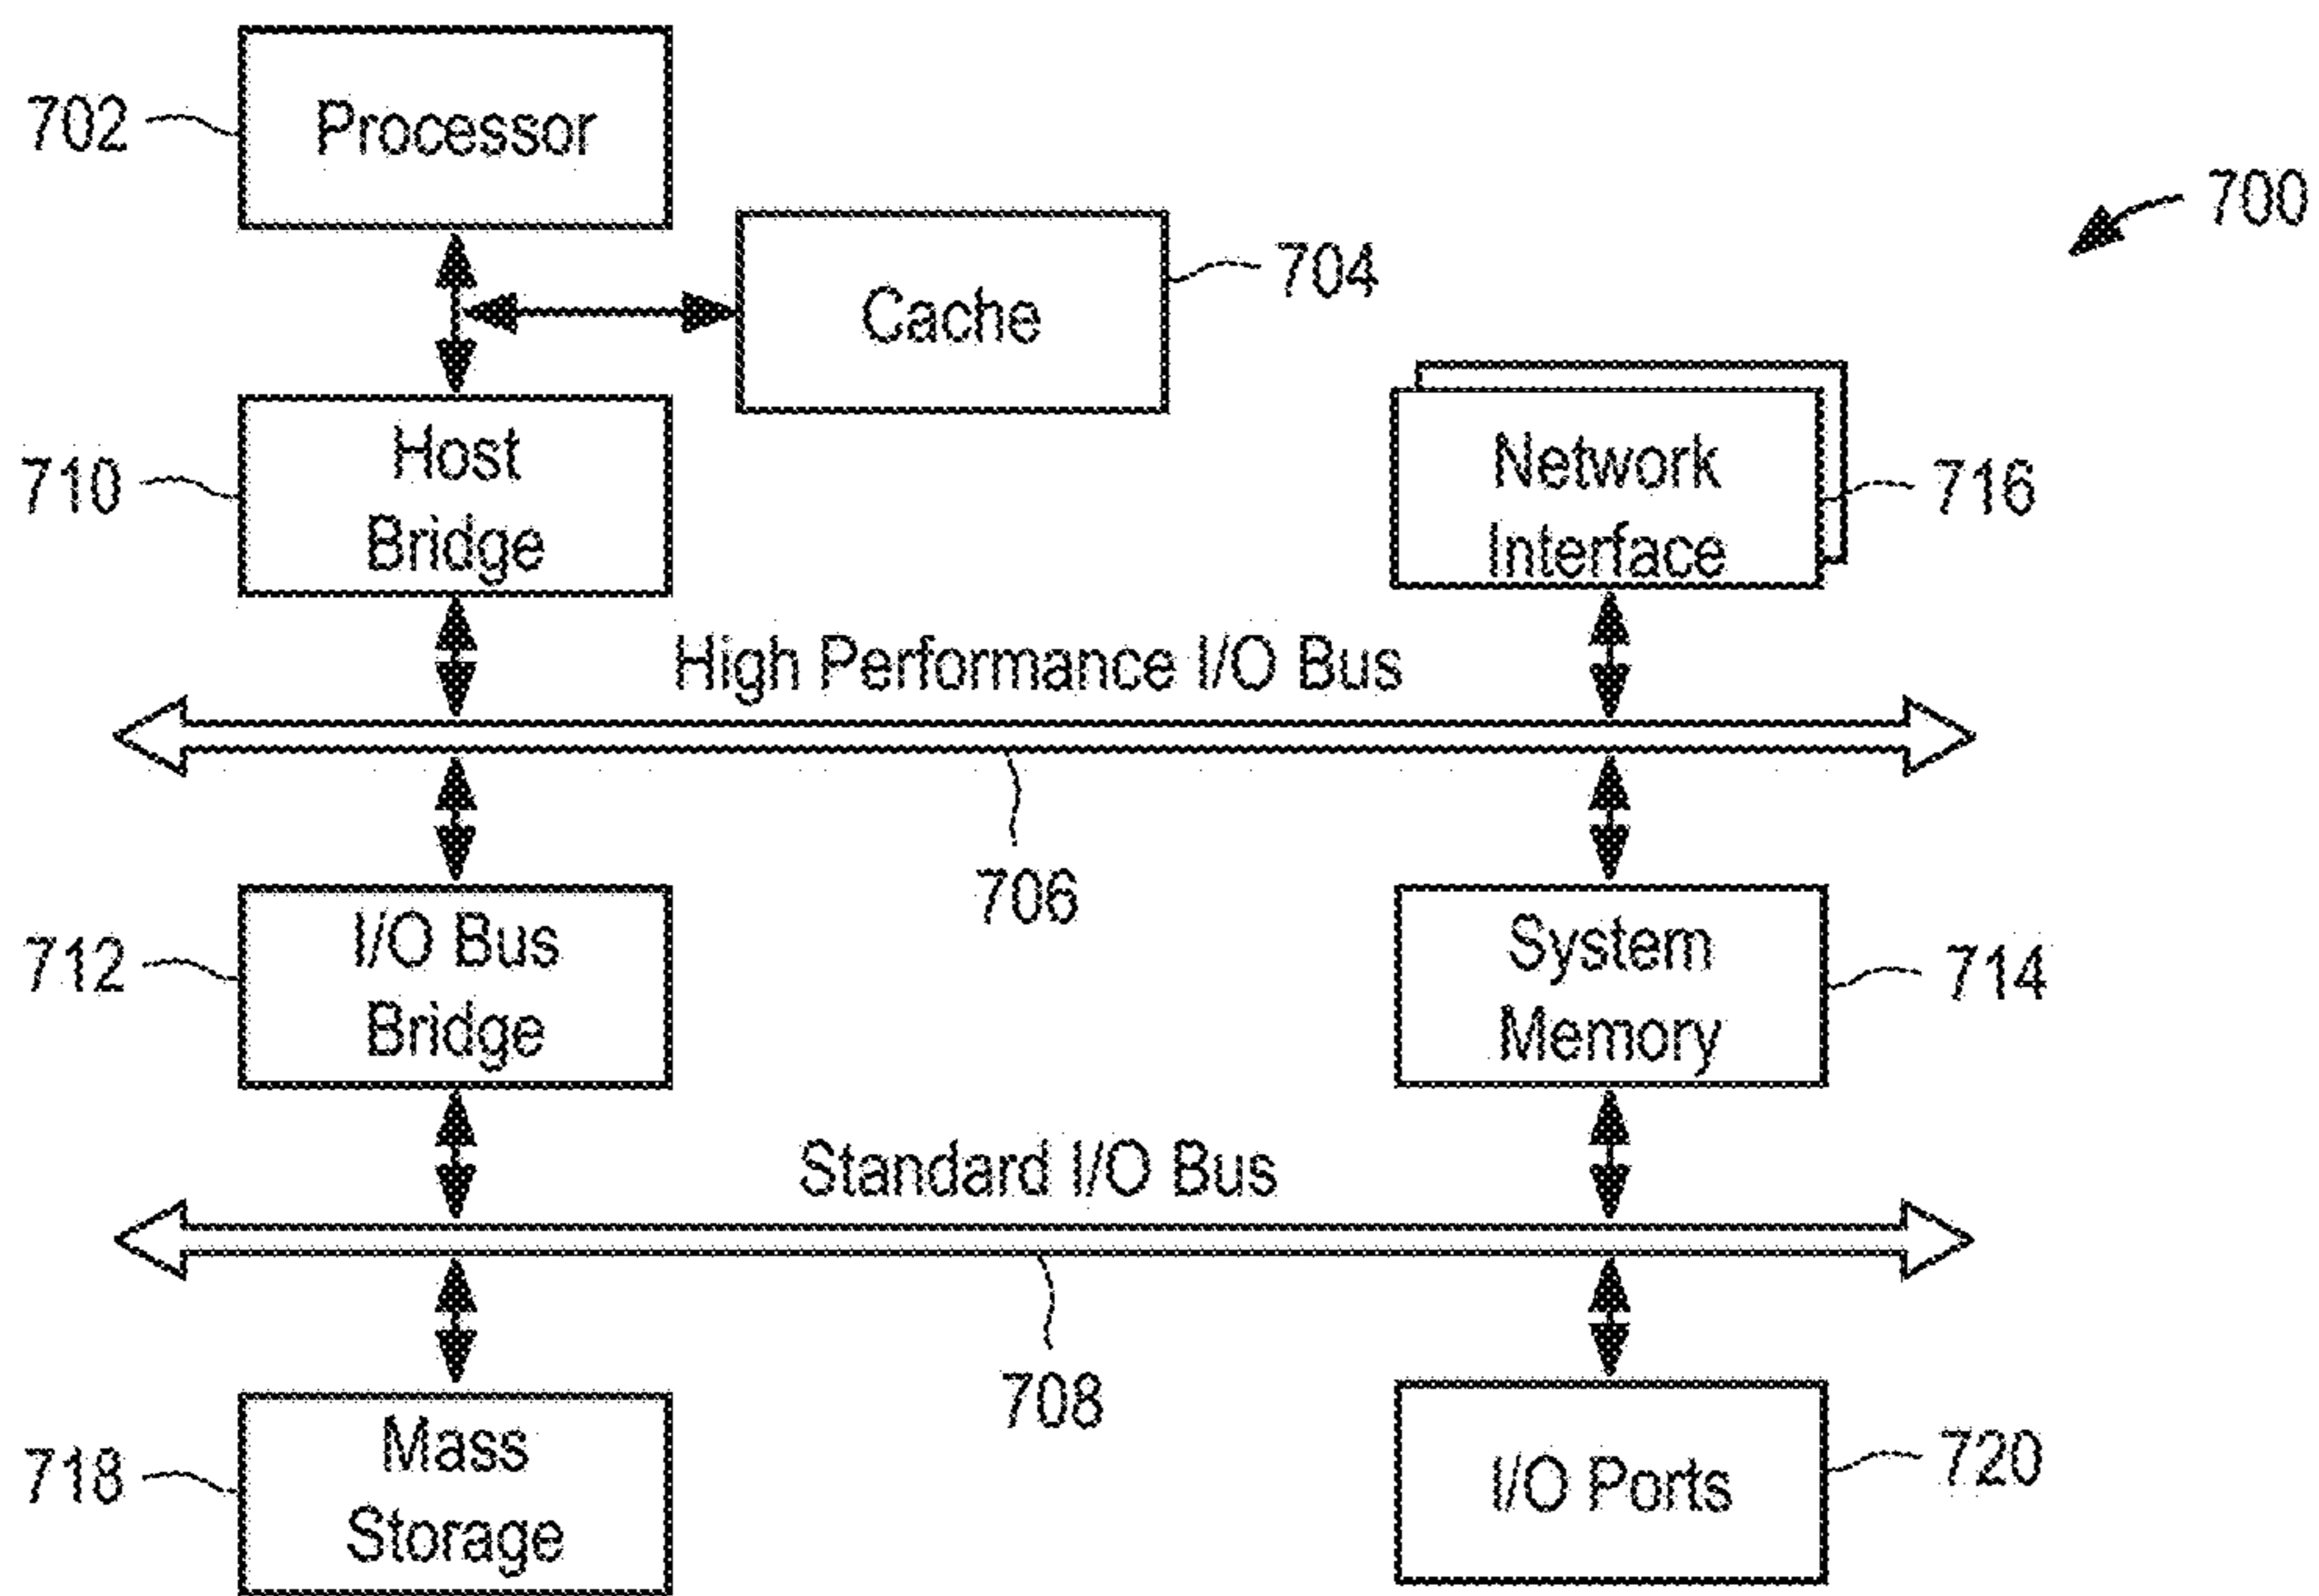 702
Processor
700
704
Cache
710
Host
Bridge
Network
Interface
716
High Performance I/O Bus
706
712
I/O Bus
Bridge
System
Memory
714
Standard I/O Bus
708
718
Mass
Storage
I/O Ports
720